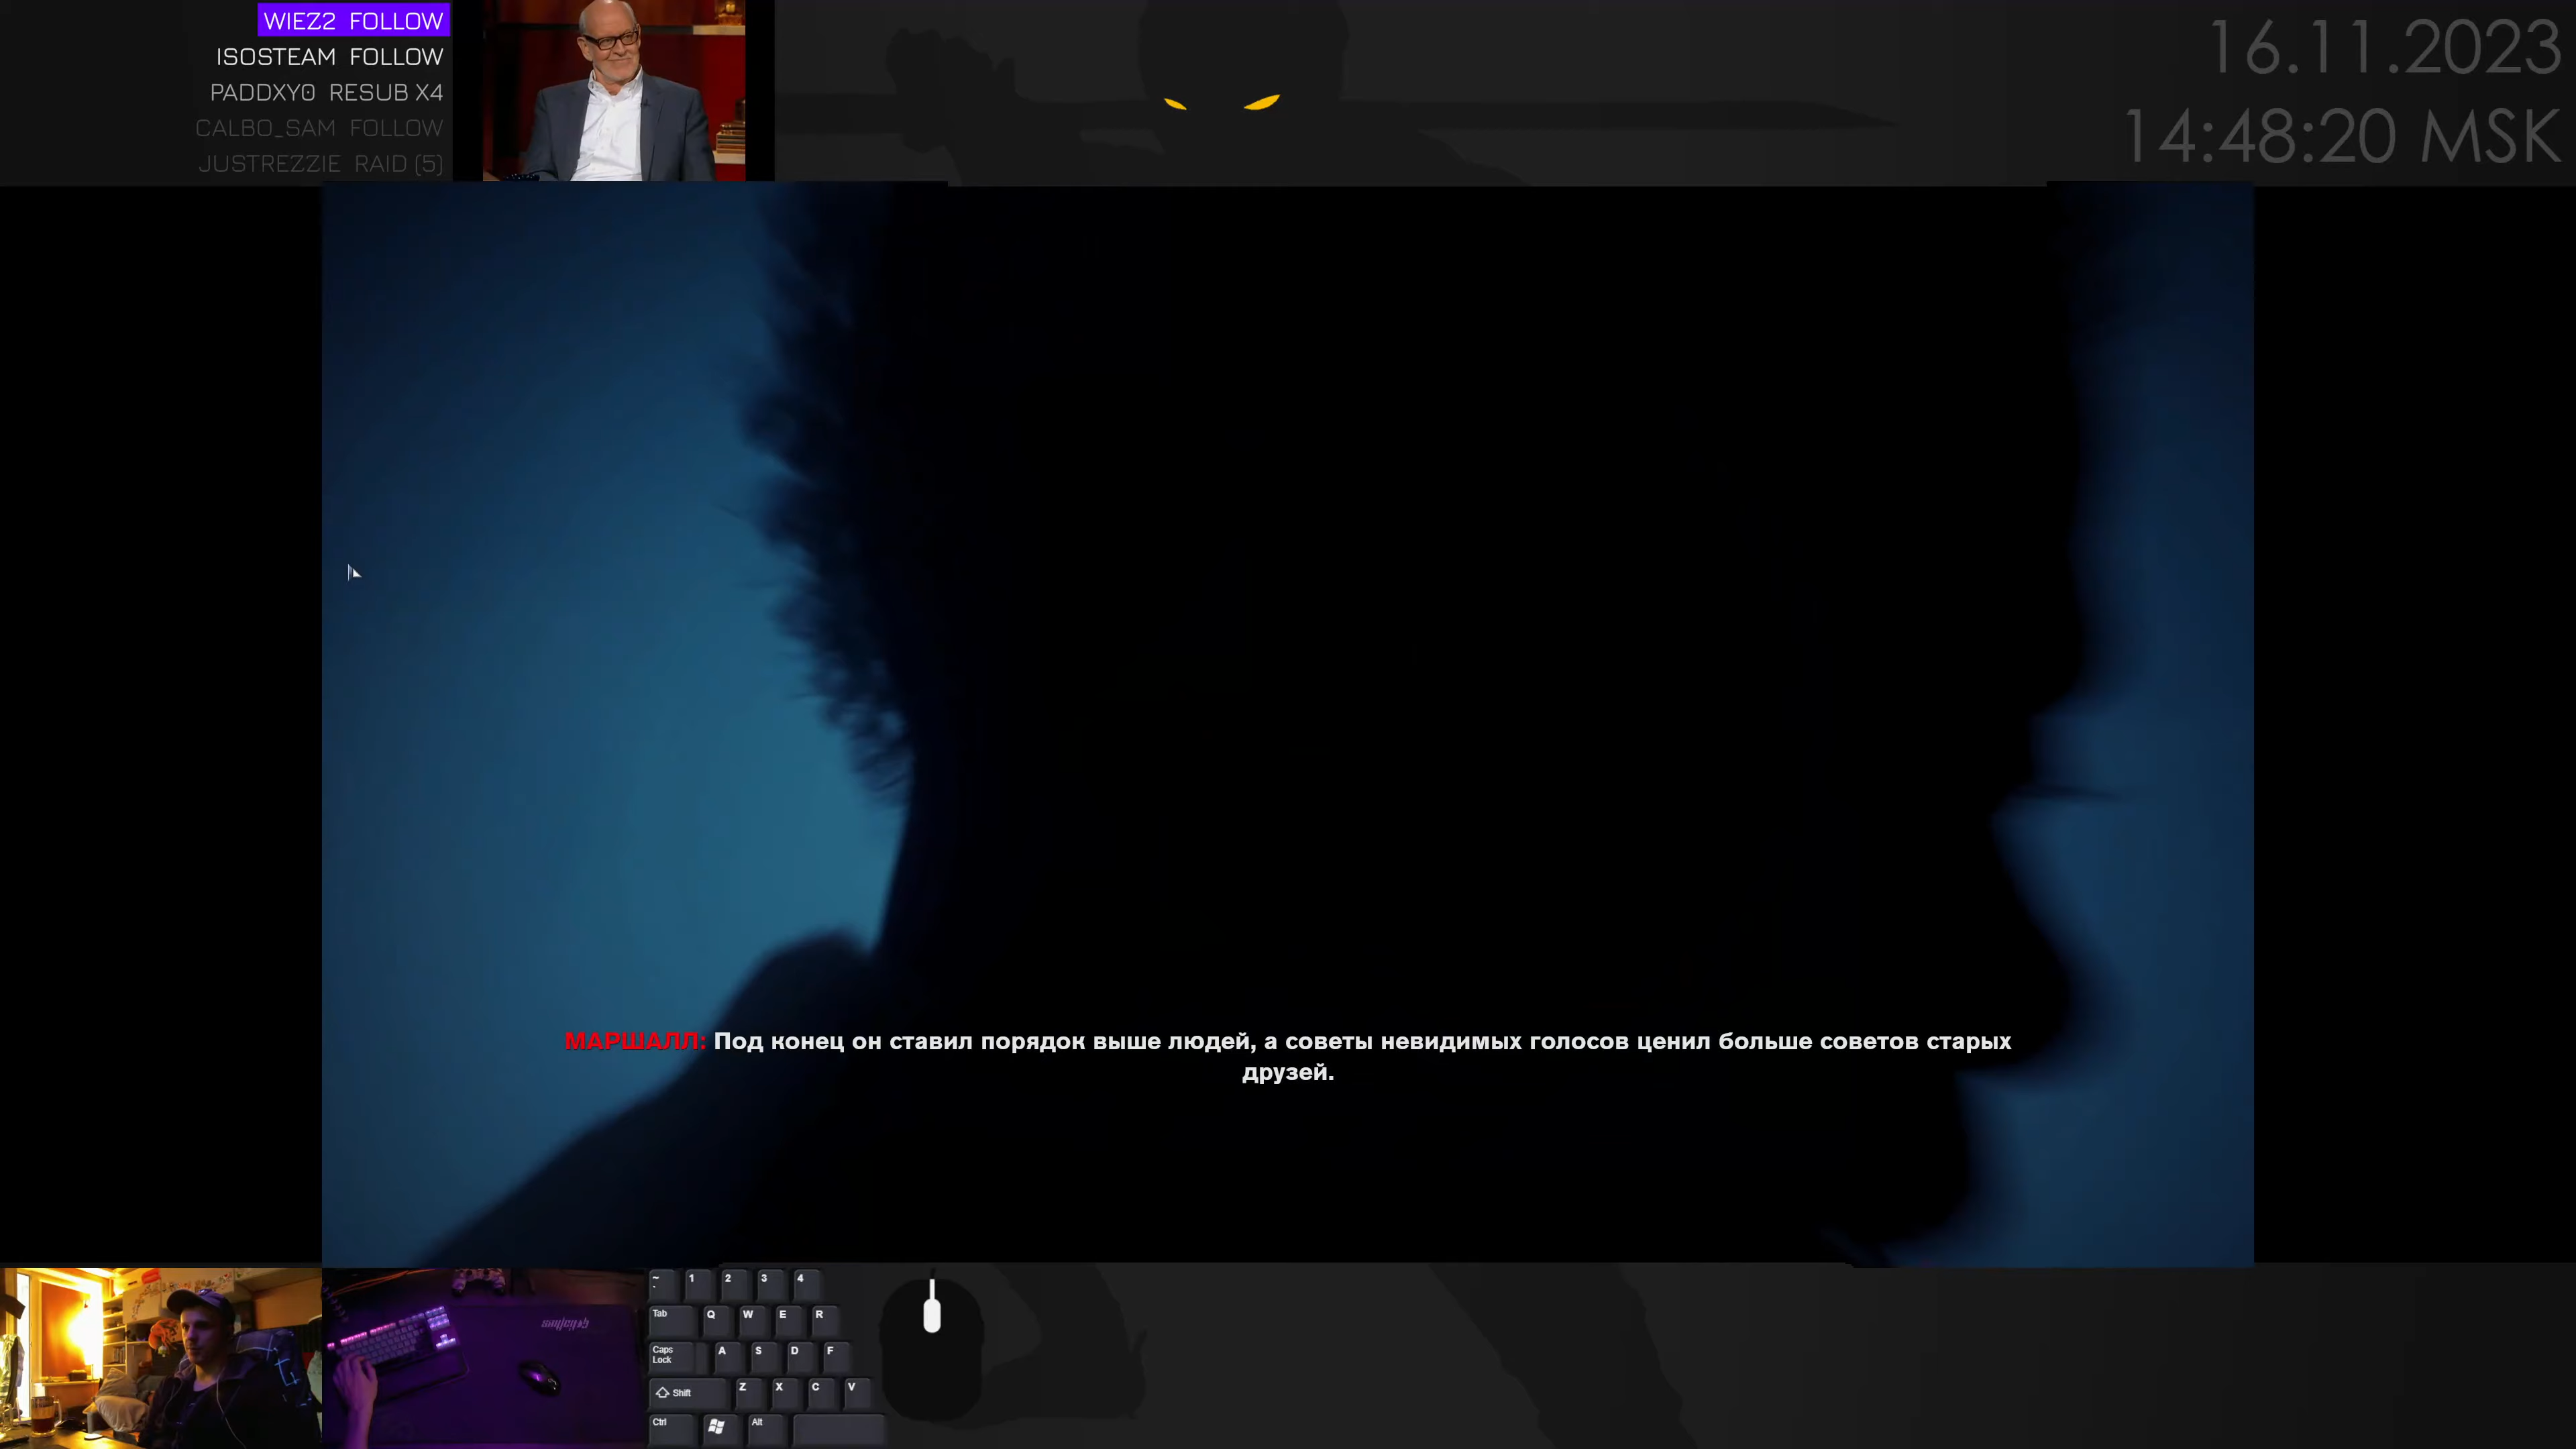 WIEZ2 FOLLOW
ISOSTEAM FOLLOW
PADDXY0 RESUB X4
CALBO_SAM FOLLOW
JUSTREZZIE RAID (5)
16.11.2023
14:48:20 MSK
МАРШАЛЛ: Под конец он ставил порядок выше людей, а советы невидимых голосов ценил больше советов старых
друзей.
~ 1 2 3 4
Tab Q W E R
Caps Lock A S D F
Shift Z X C V
Ctrl Alt